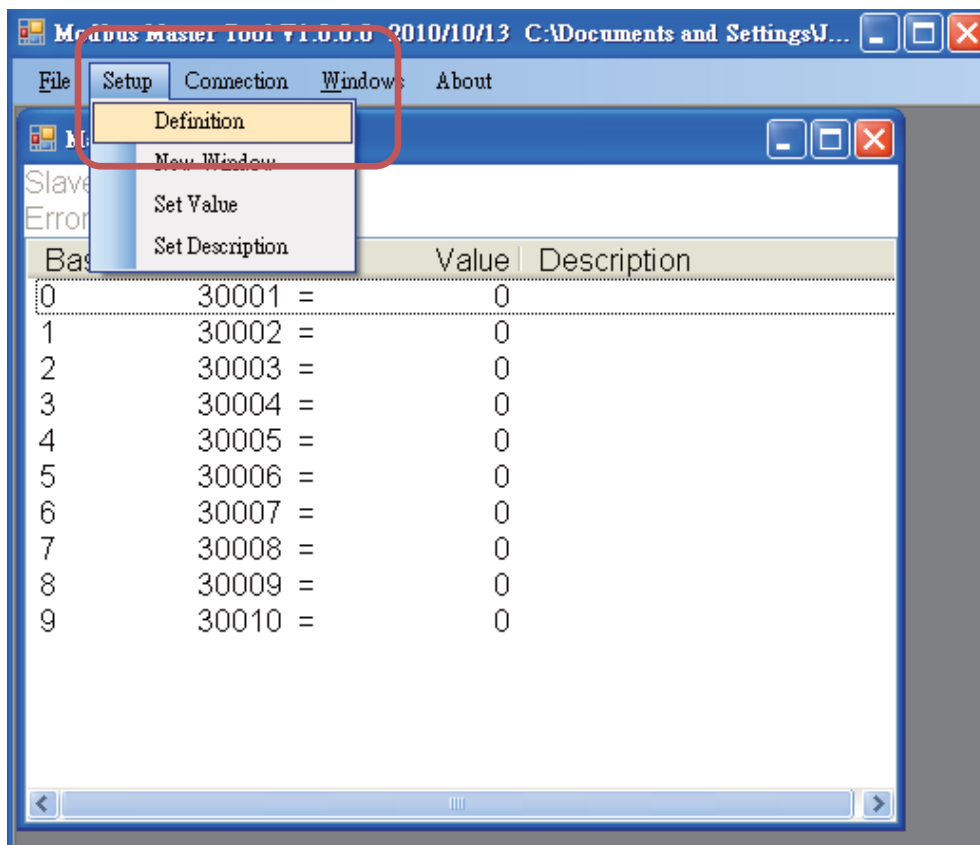 Modbus Master Tool V1.0.0.0 2010/10/13 C:\Documents and Settings\J...
File Setup Connection Windows About
Definition
New Window
Set Value
Set Description
Slave
Error
Bas Value Description
0 30001 = 0
1 30002 = 0
2 30003 = 0
3 30004 = 0
4 30005 = 0
5 30006 = 0
6 30007 = 0
7 30008 = 0
8 30009 = 0
9 30010 = 0